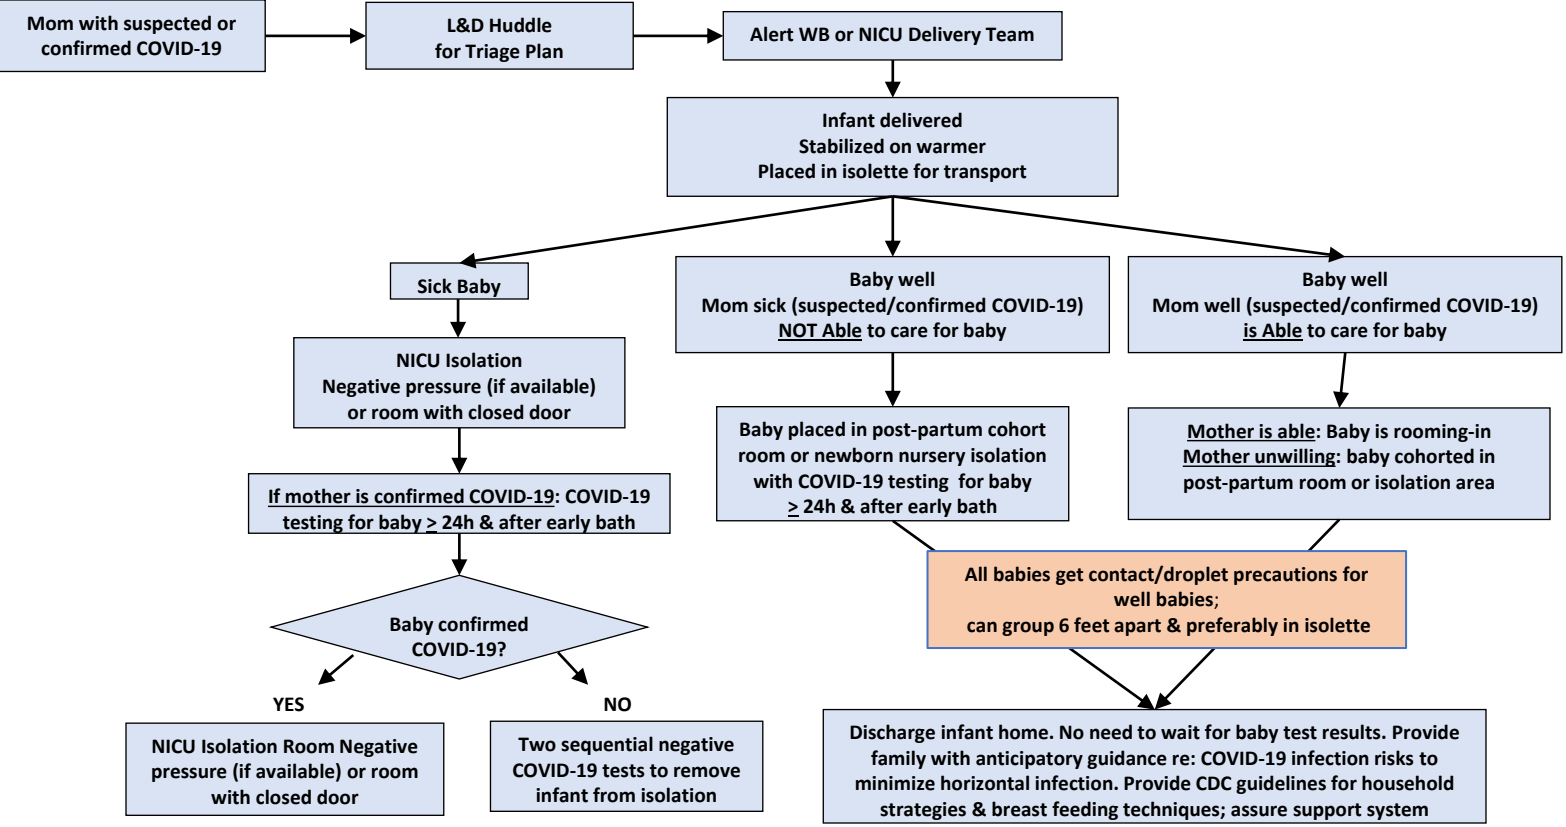 Mom with suspected or
confirmed COVID-19
L&D Huddle
for Triage Plan
Alert WB or NICU Delivery Team
Infant delivered
Stabilized on warmer
Placed in isolette for transport
Sick Baby
Baby well
Mom sick (suspected/confirmed COVID-19)
NOT Able to care for baby
Baby well
Mom well (suspected/confirmed COVID-19)
is Able to care for baby
NICU Isolation
Negative pressure (if available)
or room with closed door
Baby placed in post-partum cohort
room or newborn nursery isolation
with COVID-19 testing for baby
≥ 24h & after early bath
Mother is able: Baby is rooming-in
Mother unwilling: baby cohorted in
post-partum room or isolation area
If mother is confirmed COVID-19: COVID-19
testing for baby ≥ 24h & after early bath
All babies get contact/droplet precautions for
well babies;
can group 6 feet apart & preferably in isolette
Baby confirmed
COVID-19?
YES
NO
NICU Isolation Room Negative
pressure (if available) or room
with closed door
Two sequential negative
COVID-19 tests to remove
infant from isolation
Discharge infant home. No need to wait for baby test results. Provide
family with anticipatory guidance re: COVID-19 infection risks to
minimize horizontal infection. Provide CDC guidelines for household
strategies & breast feeding techniques; assure support system